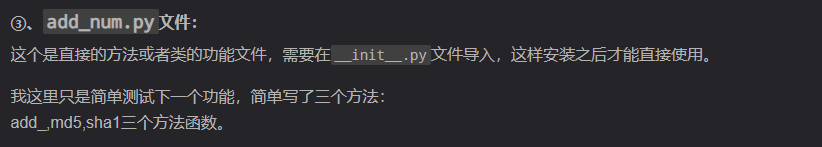 ③、add_num.py文件：
这个是直接的方法或者类的功能文件，需要在__init__.py文件导入，这样安装之后才能直接使用。
我这里只是简单测试下一个功能，简单写了三个方法：
add_,md5,sha1三个方法函数。